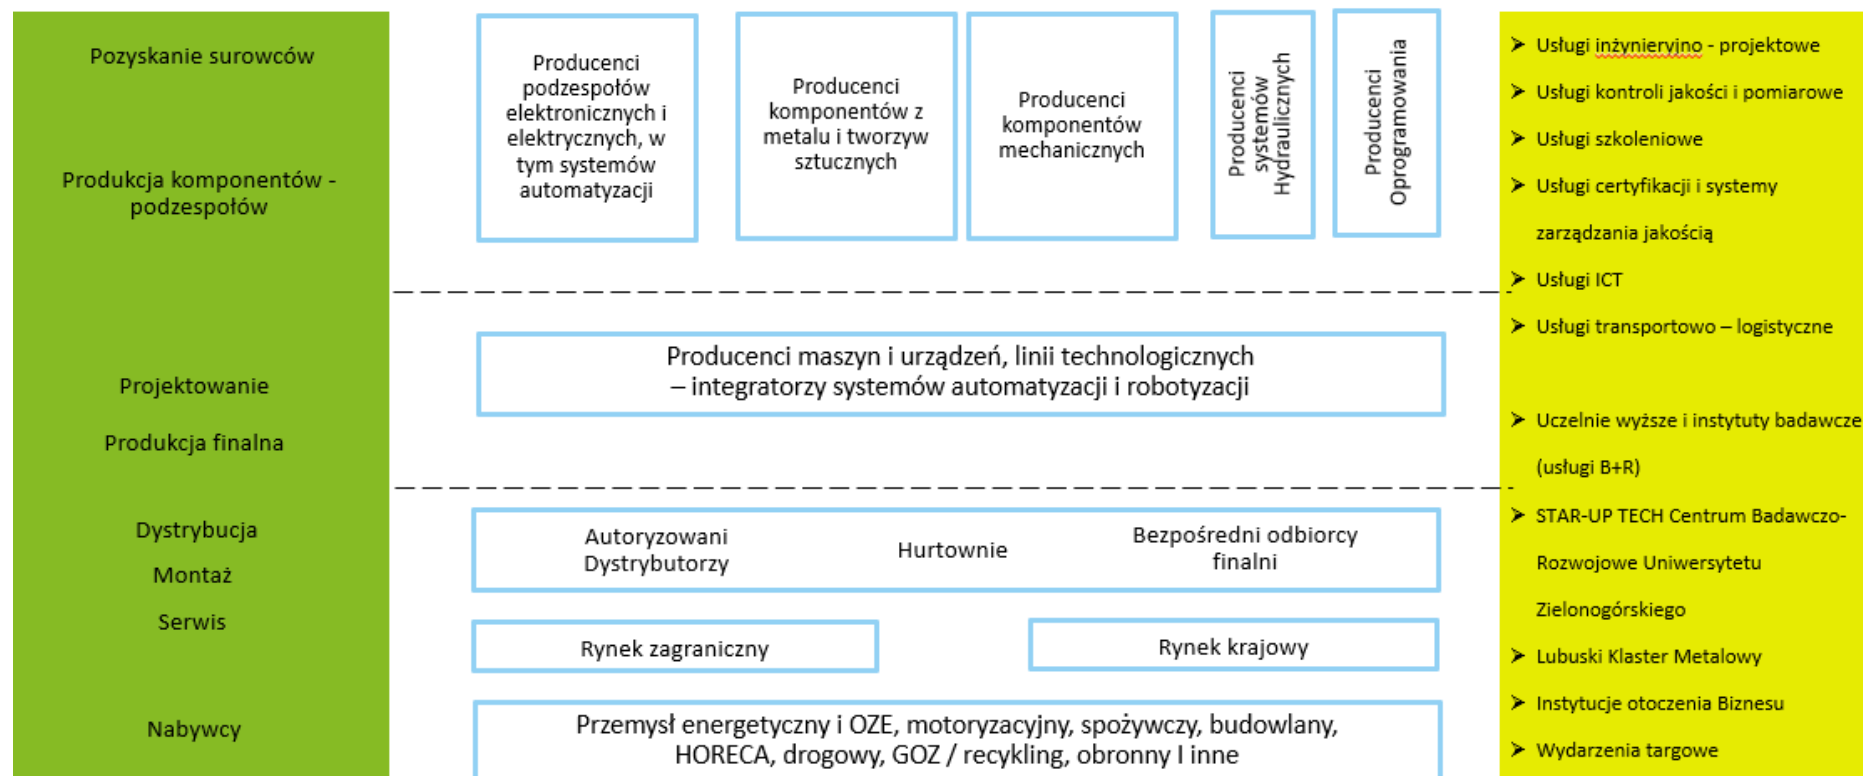 Pozyskanie surowców
Produkcja komponentów -
podzespołów
Projektowanie
Produkcja finalna
Dystrybucja
Montaż
Serwis
Nabywcy
Producenci
podzespołów
elektronicznych i
elektrycznych, w
tym systemów
automatyzacji
Producenci
komponentów z
metalu i tworzyw
sztucznych
Producenci
komponentów
mechanicznych
Producenci
systemów
Hydraulicznych
Producenci
Oprogramowania
Producenci maszyn i urządzeń, linii technologicznych
– integratorzy systemów automatyzacji i robotyzacji
Autoryzowani
Dystrybutorzy
Hurtownie
Bezpośredni odbiorcy
finalni
Rynek zagraniczny
Rynek krajowy
Przemysł energetyczny i OZE, motoryzacyjny, spożywczy, budowlany,
HORECA, drogowy, GOZ / recykling, obronny I inne
➤ Usługi inżynieryjno - projektowe
➤ Usługi kontroli jakości i pomiarowe
➤ Usługi szkoleniowe
➤ Usługi certyfikacji i systemy
zarządzania jakością
➤ Usługi ICT
➤ Usługi transportowo – logistyczne
➤ Uczelnie wyższe i instytuty badawcze
(usługi B+R)
➤ STAR-UP TECH Centrum Badawczo-
Rozwojowe Uniwersytetu
Zielonogórskiego
➤ Lubuski Klaster Metalowy
➤ Instytucje otoczenia Biznesu
➤ Wydarzenia targowe